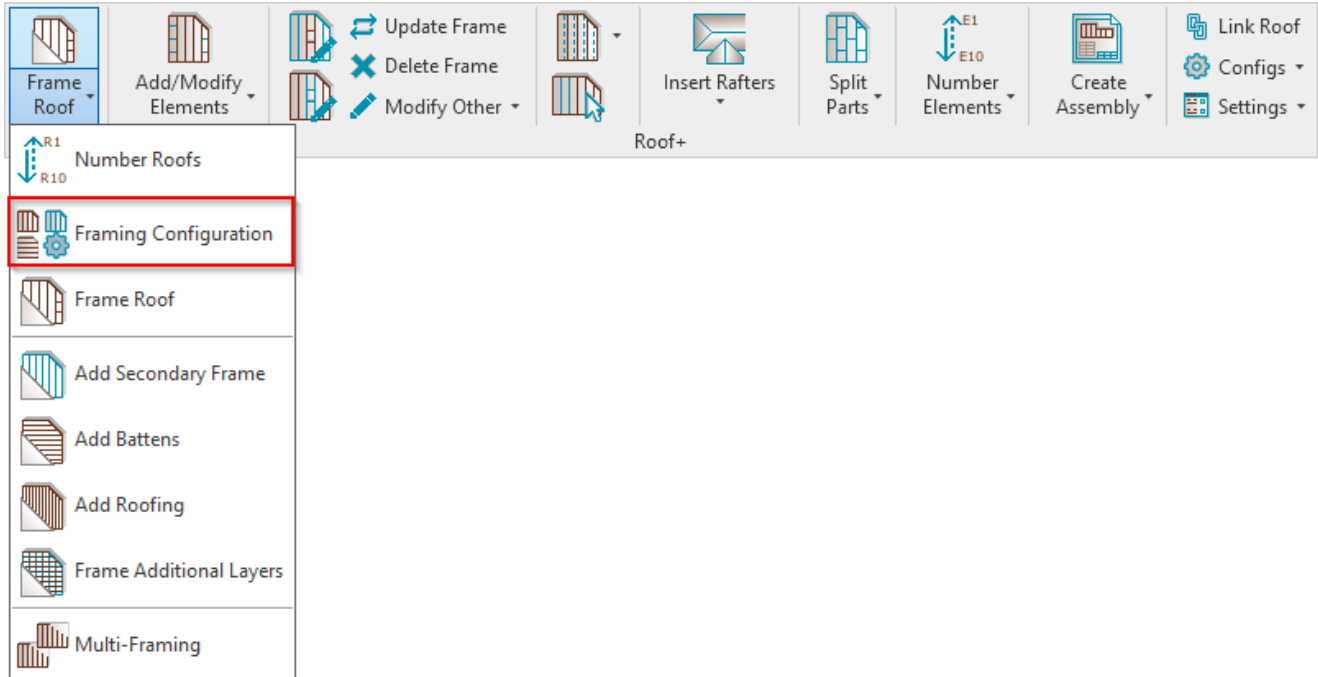 Frame
Roof
Add/Modify
Elements
Update Frame
Delete Frame
Modify Other
Insert Rafters
Split
Parts
E1
E10
Number
Elements
Create
Assembly
Link Roof
Configs
Settings
Roof+
R1
R10
Number Roofs
Framing Configuration
Frame Roof
Add Secondary Frame
Add Battens
Add Roofing
Frame Additional Layers
Multi-Framing